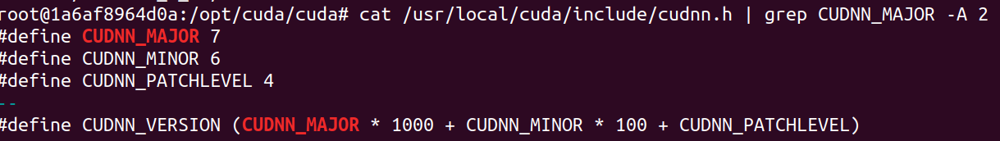 root@1a6af8964d0a:/opt/cuda/cuda# cat /usr/local/cuda/include/cudnn.h | grep CUDNN_MAJOR -A 2
#define CUDNN_MAJOR 7
#define CUDNN_MINOR 6
#define CUDNN_PATCHLEVEL 4
--
#define CUDNN_VERSION (CUDNN_MAJOR * 1000 + CUDNN_MINOR * 100 + CUDNN_PATCHLEVEL)